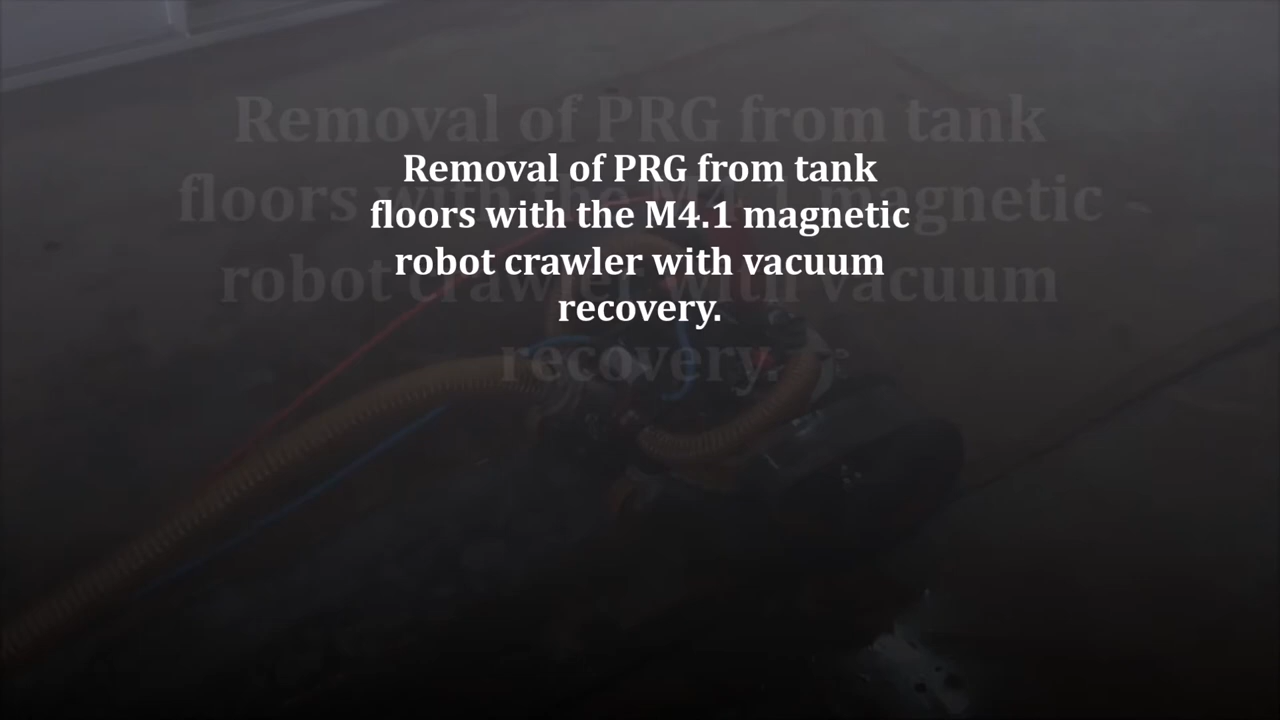 Removal of PRG from tank
floors with the M4.1 magnetic
robot crawler with vacuum
recovery.